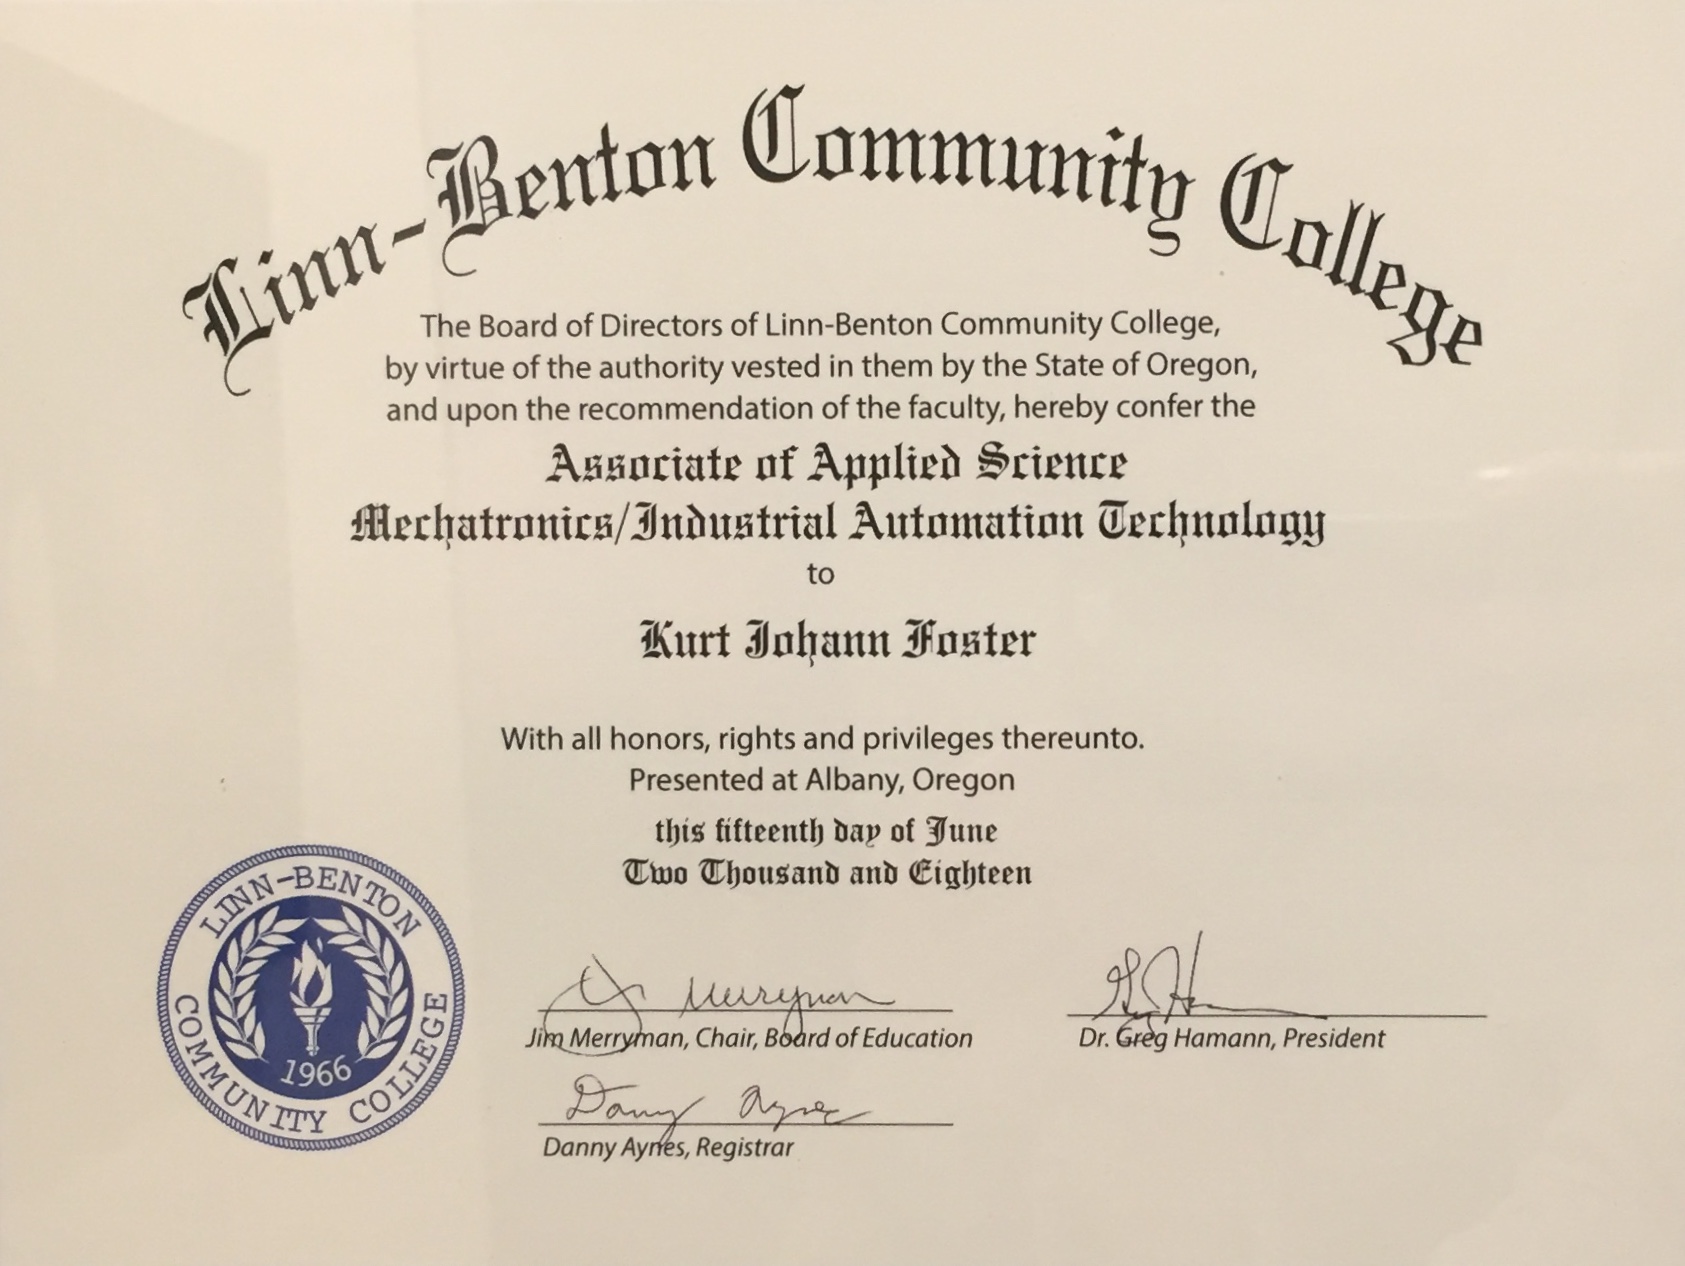 Linn-Benton Community College
The Board of Directors of Linn-Benton Community College,
by virtue of the authority vested in them by the State of Oregon,
and upon the recommendation of the faculty, hereby confer the
Associate of Applied Science
Mechatronics/Industrial Automation Technology
to
Kurt Johann Foster
With all honors, rights and privileges thereunto.
Presented at Albany, Oregon
this fifteenth day of June
Two Thousand and Eighteen
LINN-BENTON
COMMUNITY COLLEGE
1966
Jim Merryman
Jim Merryman, Chair, Board of Education
Dr. Greg Hamann, President
Danny Aynes
Danny Aynes, Registrar